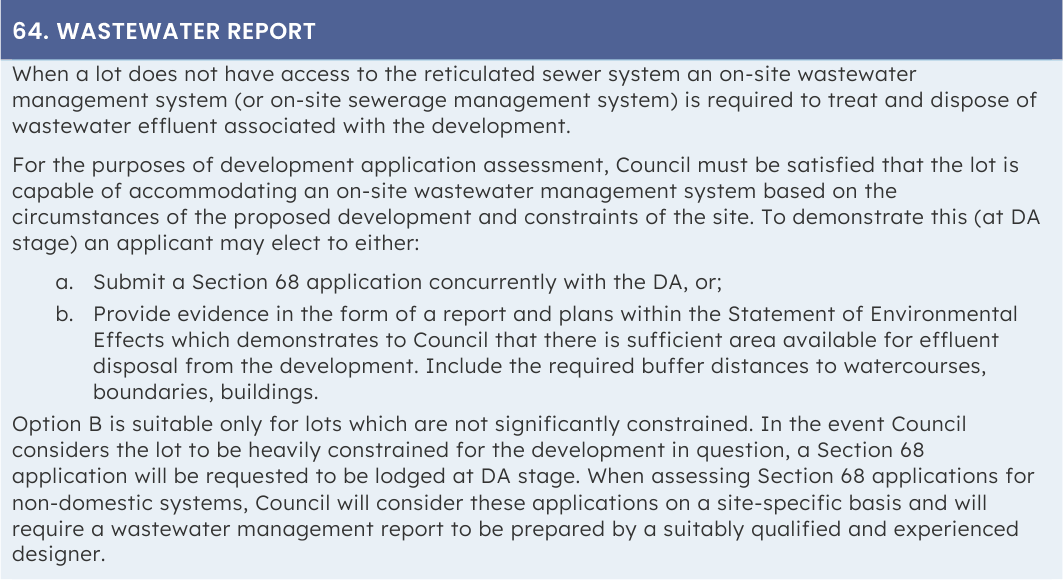 64. WASTEWATER REPORT
When a lot does not have access to the reticulated sewer system an on-site wastewater
management system (or on-site sewerage management system) is required to treat and dispose of
wastewater effluent associated with the development.
For the purposes of development application assessment, Council must be satisfied that the lot is
capable of accommodating an on-site wastewater management system based on the
circumstances of the proposed development and constraints of the site. To demonstrate this (at DA
stage) an applicant may elect to either:
a. Submit a Section 68 application concurrently with the DA, or;
b. Provide evidence in the form of a report and plans within the Statement of Environmental
Effects which demonstrates to Council that there is sufficient area available for effluent
disposal from the development. Include the required buffer distances to watercourses,
boundaries, buildings.
Option B is suitable only for lots which are not significantly constrained. In the event Council
considers the lot to be heavily constrained for the development in question, a Section 68
application will be requested to be lodged at DA stage. When assessing Section 68 applications for
non-domestic systems, Council will consider these applications on a site-specific basis and will
require a wastewater management report to be prepared by a suitably qualified and experienced
designer.